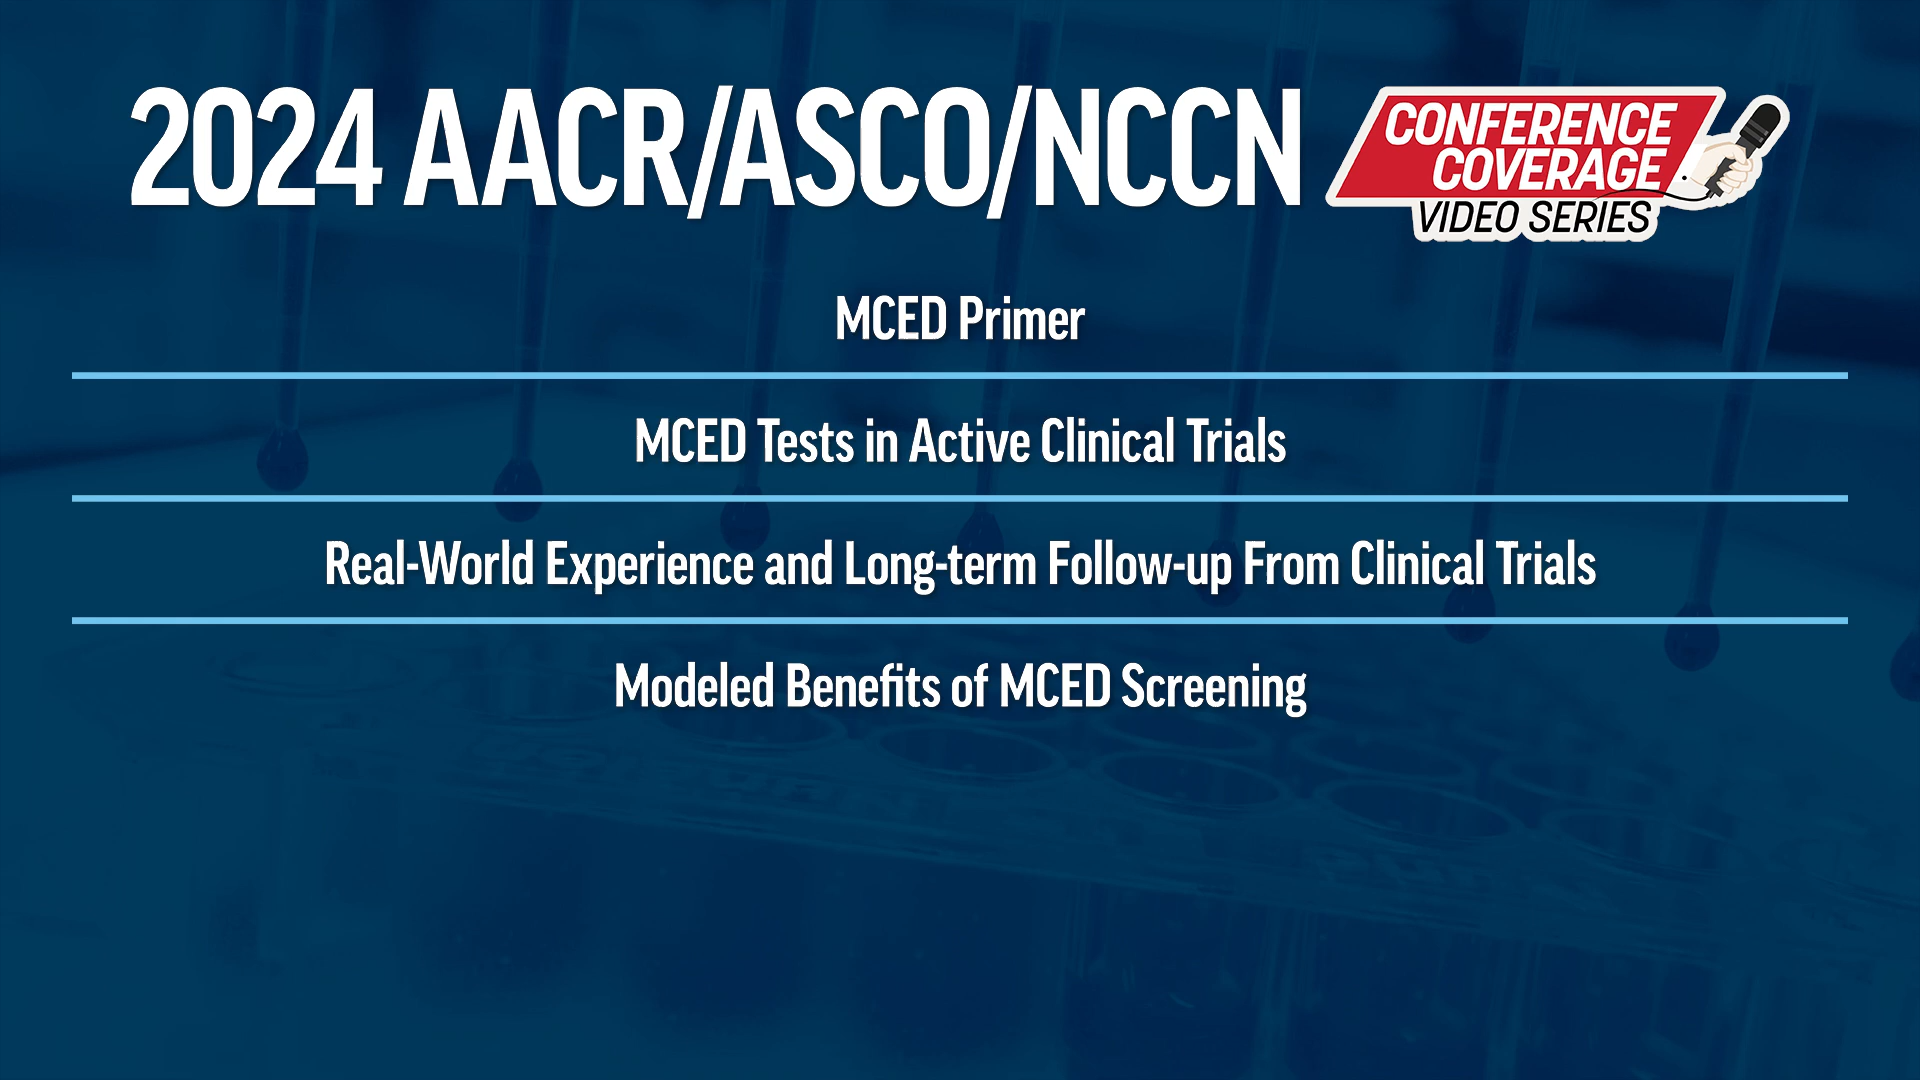 2024 AACR/ASCO/NCCN
CONFERENCE
COVERAGE
VIDEO SERIES
MCED Primer
MCED Tests in Active Clinical Trials
Real-World Experience and Long-term Follow-up From Clinical Trials
Modeled Benefits of MCED Screening